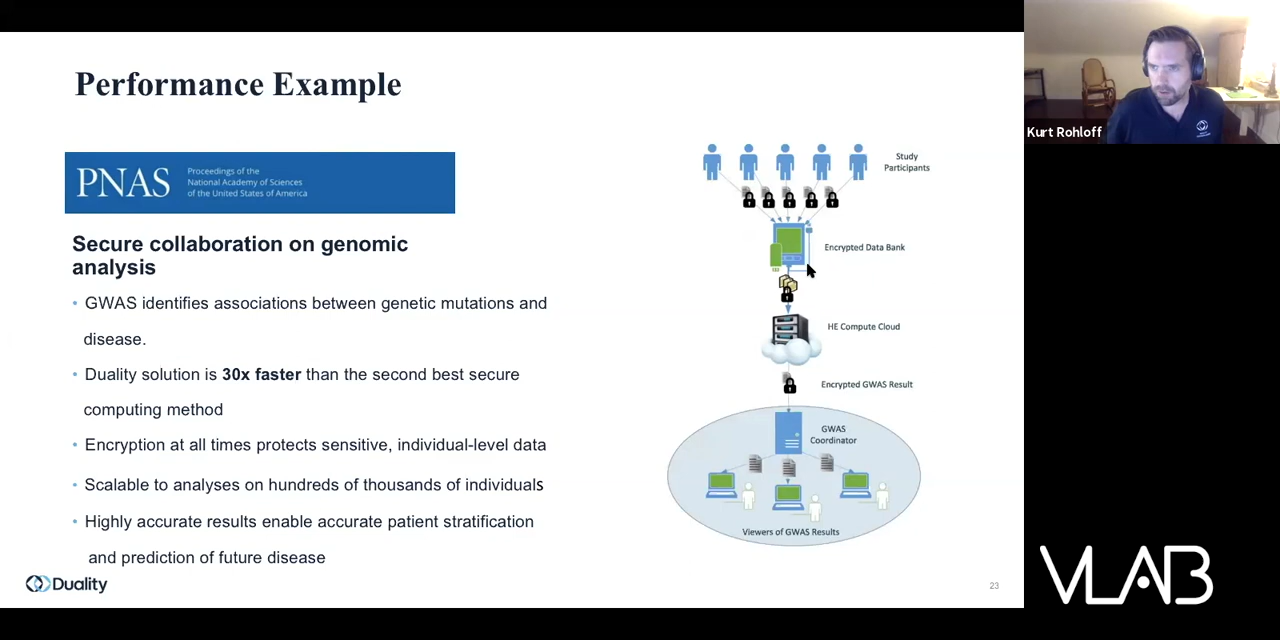 Performance Example
PNAS
Proceedings of the
National Academy of Sciences
of the United States of America
Secure collaboration on genomic
analysis
• GWAS identifies associations between genetic mutations and
disease.
• Duality solution is 30x faster than the second best secure
computing method
• Encryption at all times protects sensitive, individual-level data
• Scalable to analyses on hundreds of thousands of individuals
• Highly accurate results enable accurate patient stratification
and prediction of future disease
Duality
Study
Participants
Encrypted Data Bank
HE Compute Cloud
Encrypted GWAS Result
GWAS
Coordinator
Viewers of GWAS Results
23
Kurt Rohloff
VLAB